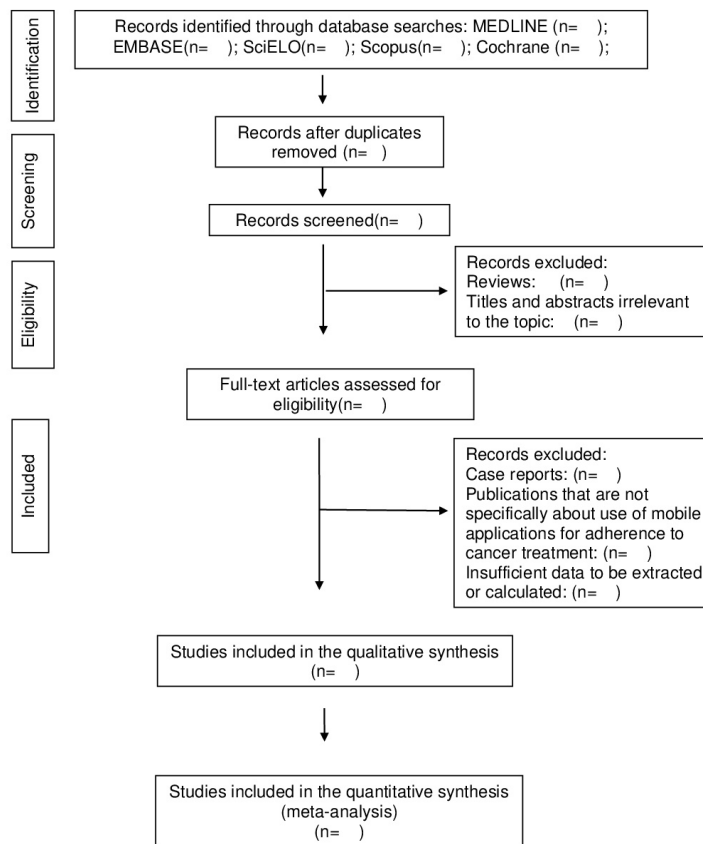 Identification
Records identified through database searches: MEDLINE (n= );
EMBASE(n= ); SciELO(n= ); Scopus(n= ); Cochrane (n= );
Records after duplicates
removed (n= )
Screening
Records screened(n= )
Eligibility
Records excluded:
Reviews: (n= )
Titles and abstracts irrelevant
to the topic: (n= )
Full-text articles assessed for
eligibility(n= )
Included
Records excluded:
Case reports: (n= )
Publications that are not
specifically about use of mobile
applications for adherence to
cancer treatment: (n= )
Insufficient data to be extracted
or calculated: (n= )
Studies included in the qualitative synthesis
(n= )
Studies included in the quantitative synthesis
(meta-analysis)
(n= )